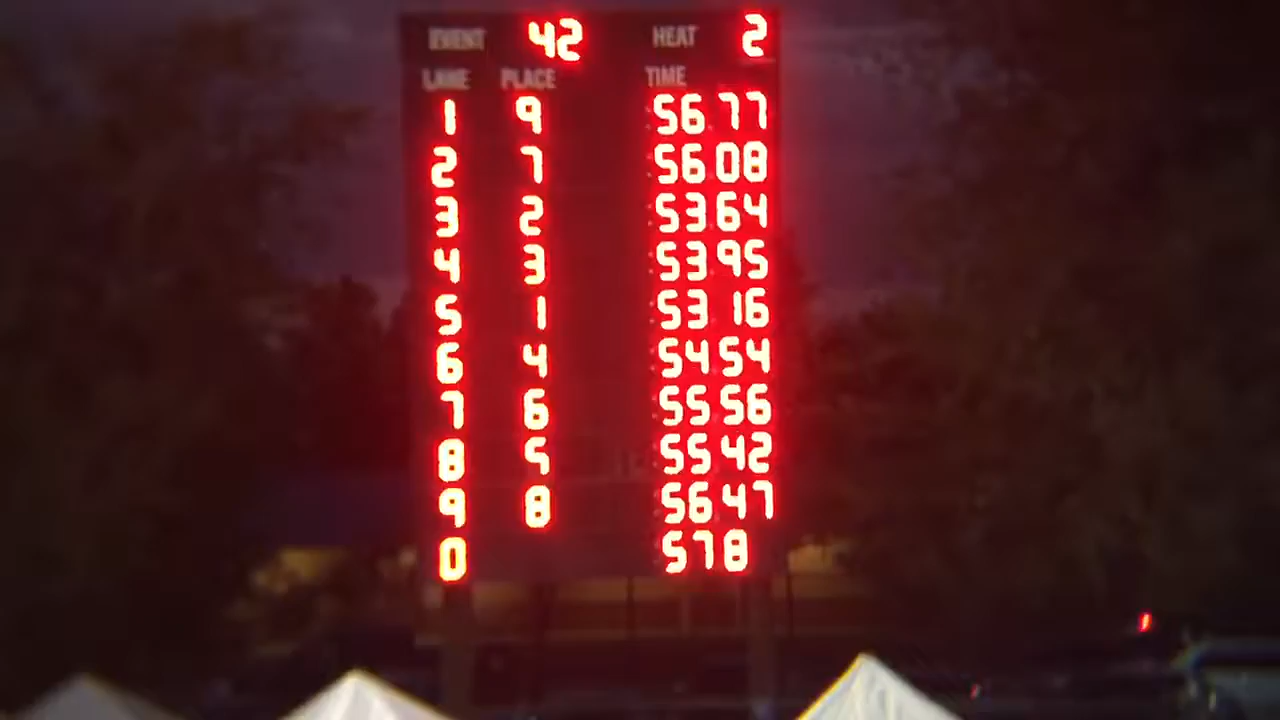 EVENT 42 HEAT 2
LANE PLACE TIME
1 9 56.77
2 7 56 08
3 2 53 64
4 3 53 95
5 1 53 16
6 4 54 54
7 6 55 56
8 5 55 42
9 8 56 47
0 57 8